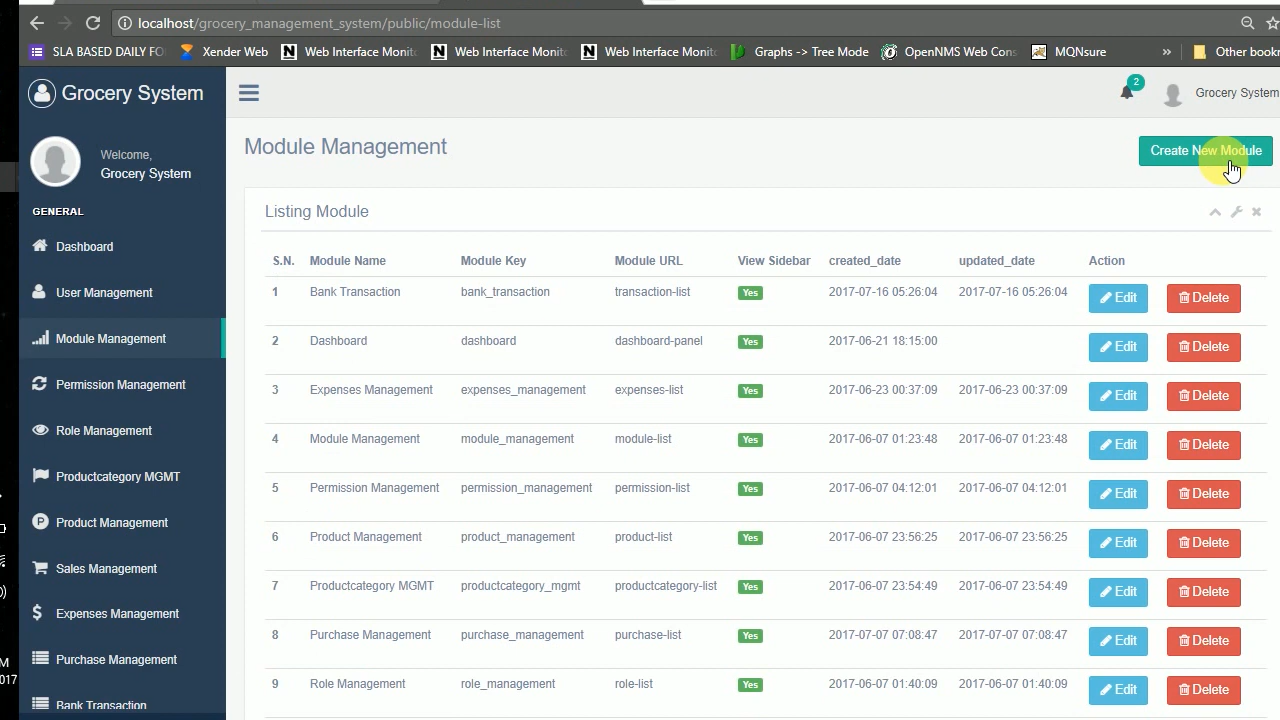 localhost/grocery_management_system/public/module-list
SLA BASED DAILY FO Xender Web Web Interface Monit Web Interface Monit Web Interface Monit Graphs -> Tree Mode OpenNMS Web Cons MQNsure » Other bookr
Grocery System
2
Grocery System
Welcome,
Grocery System
GENERAL
Dashboard
User Management
Module Management
Permission Management
Role Management
Productcategory MGMT
Product Management
Sales Management
Expenses Management
Purchase Management
Bank Transaction
M
017
Module Management
Create New Module
Listing Module
S.N. Module Name Module Key Module URL View Sidebar created_date updated_date Action
1 Bank Transaction bank_transaction transaction-list Yes 2017-07-16 05:26:04 2017-07-16 05:26:04 Edit Delete
2 Dashboard dashboard dashboard-panel Yes 2017-06-21 18:15:00 Edit Delete
3 Expenses Management expenses_management expenses-list Yes 2017-06-23 00:37:09 2017-06-23 00:37:09 Edit Delete
4 Module Management module_management module-list Yes 2017-06-07 01:23:48 2017-06-07 01:23:48 Edit Delete
5 Permission Management permission_management permission-list Yes 2017-06-07 04:12:01 2017-06-07 04:12:01 Edit Delete
6 Product Management product_management product-list Yes 2017-06-07 23:56:25 2017-06-07 23:56:25 Edit Delete
7 Productcategory MGMT productcategory_mgmt productcategory-list Yes 2017-06-07 23:54:49 2017-06-07 23:54:49 Edit Delete
8 Purchase Management purchase_management purchase-list Yes 2017-07-07 07:08:47 2017-07-07 07:08:47 Edit Delete
9 Role Management role_management role-list Yes 2017-06-07 01:40:09 2017-06-07 01:40:09 Edit Delete